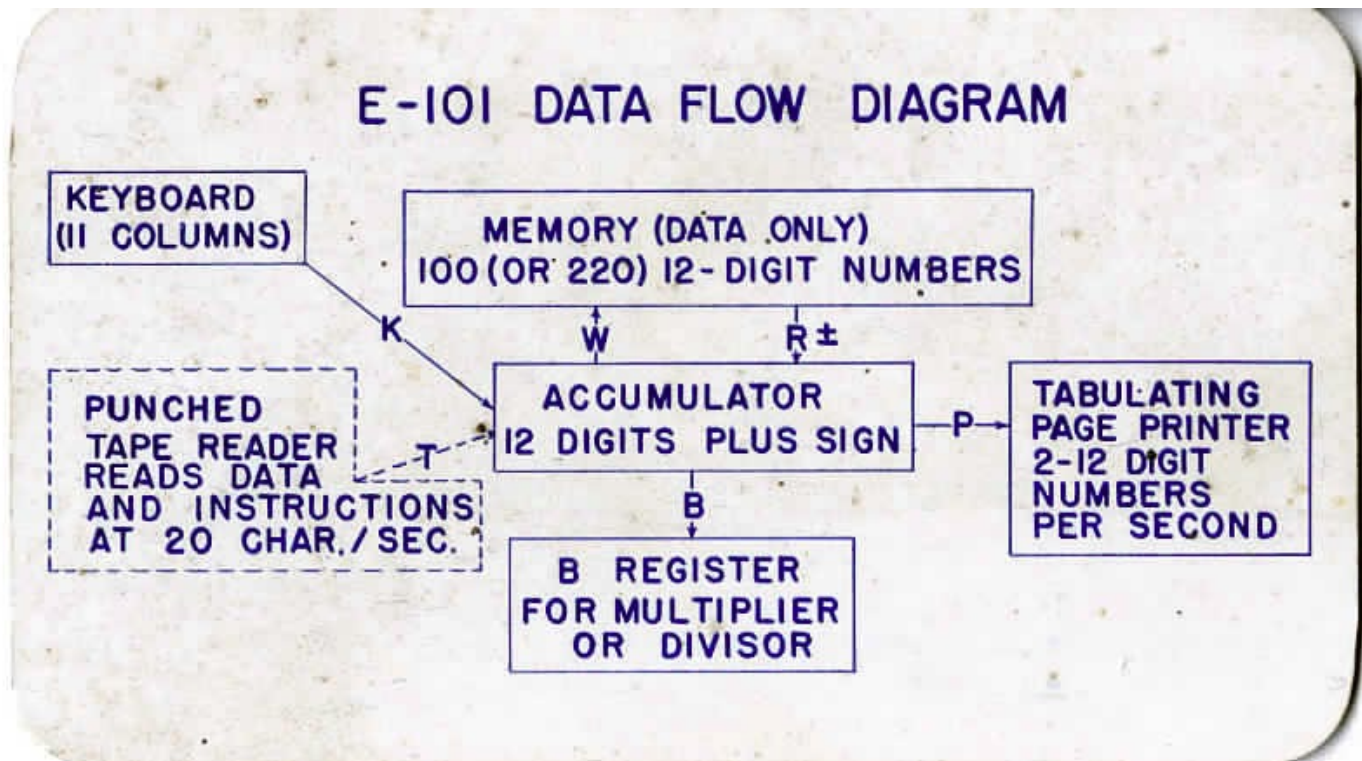 E-101 DATA FLOW DIAGRAM
KEYBOARD
(11 COLUMNS)
MEMORY (DATA ONLY)
100 (OR 220) 12-DIGIT NUMBERS
K
W
R ±
PUNCHED
TAPE READER
READS DATA
AND INSTRUCTIONS
AT 20 CHAR./SEC.
T
ACCUMULATOR
12 DIGITS PLUS SIGN
P
TABULATING
PAGE PRINTER
2-12 DIGIT
NUMBERS
PER SECOND
B
B REGISTER
FOR MULTIPLIER
OR DIVISOR